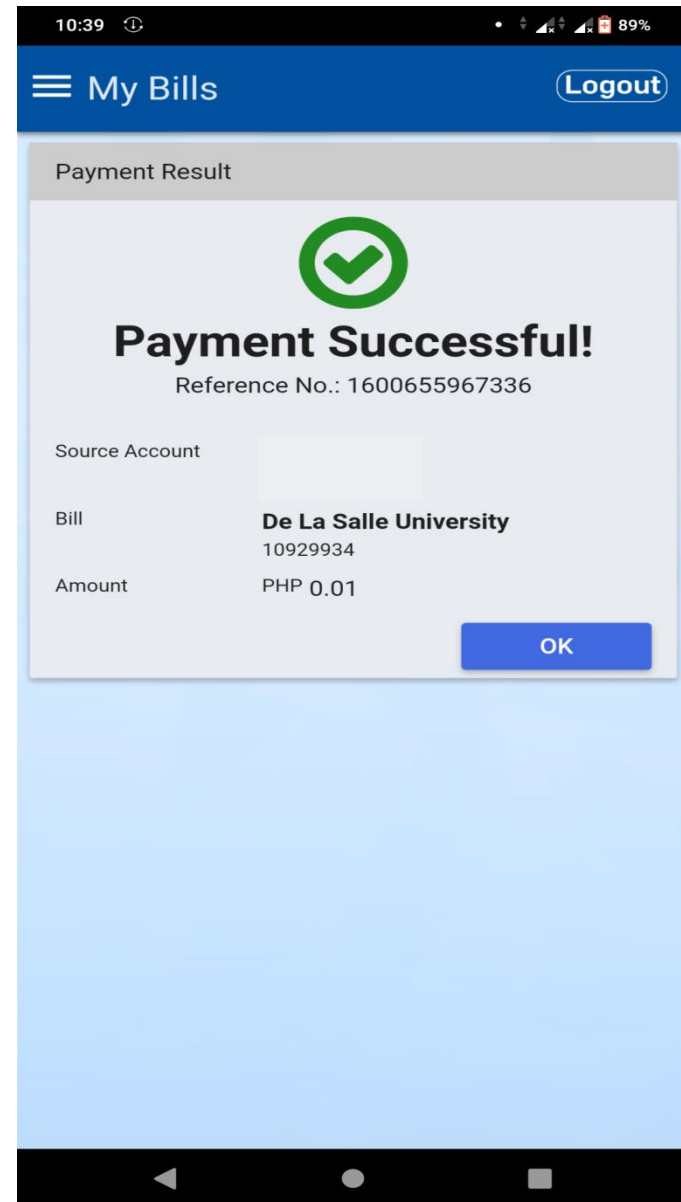 10:39 89%
My Bills Logout
Payment Result
Payment Successful!
Reference No.: 1600655967336
Source Account
Bill De La Salle University
10929934
Amount PHP 0.01
OK